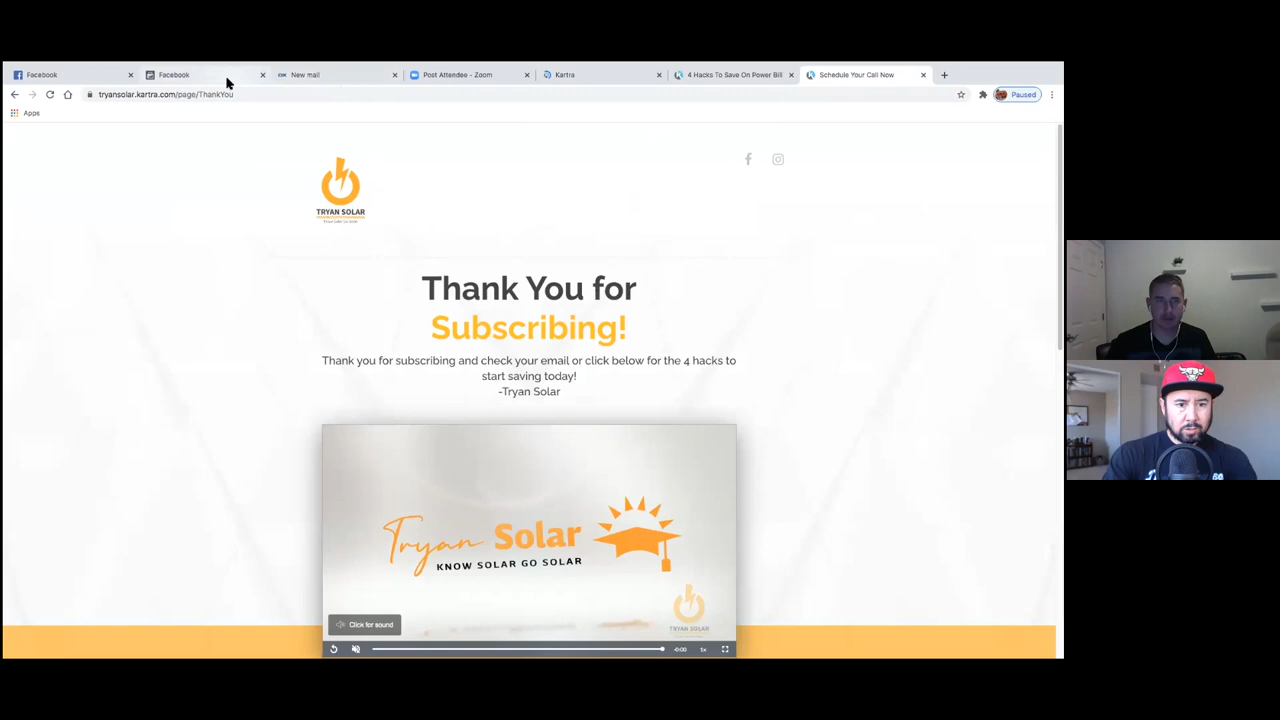 Facebook
Facebook
New mail
Post Attendee - Zoom
Kartra
4 Hacks To Save On Power Bill
Schedule Your Call Now
tryansolar.kartra.com/page/ThankYou
Paused
Apps
TRYAN SOLAR
Thank You for
Subscribing!
Thank you for subscribing and check your email or click below for the 4 hacks to
start saving today!
-Tryan Solar
Tryan Solar
KNOW SOLAR GO SOLAR
TRYAN SOLAR
Click for sound
-0:00
1x